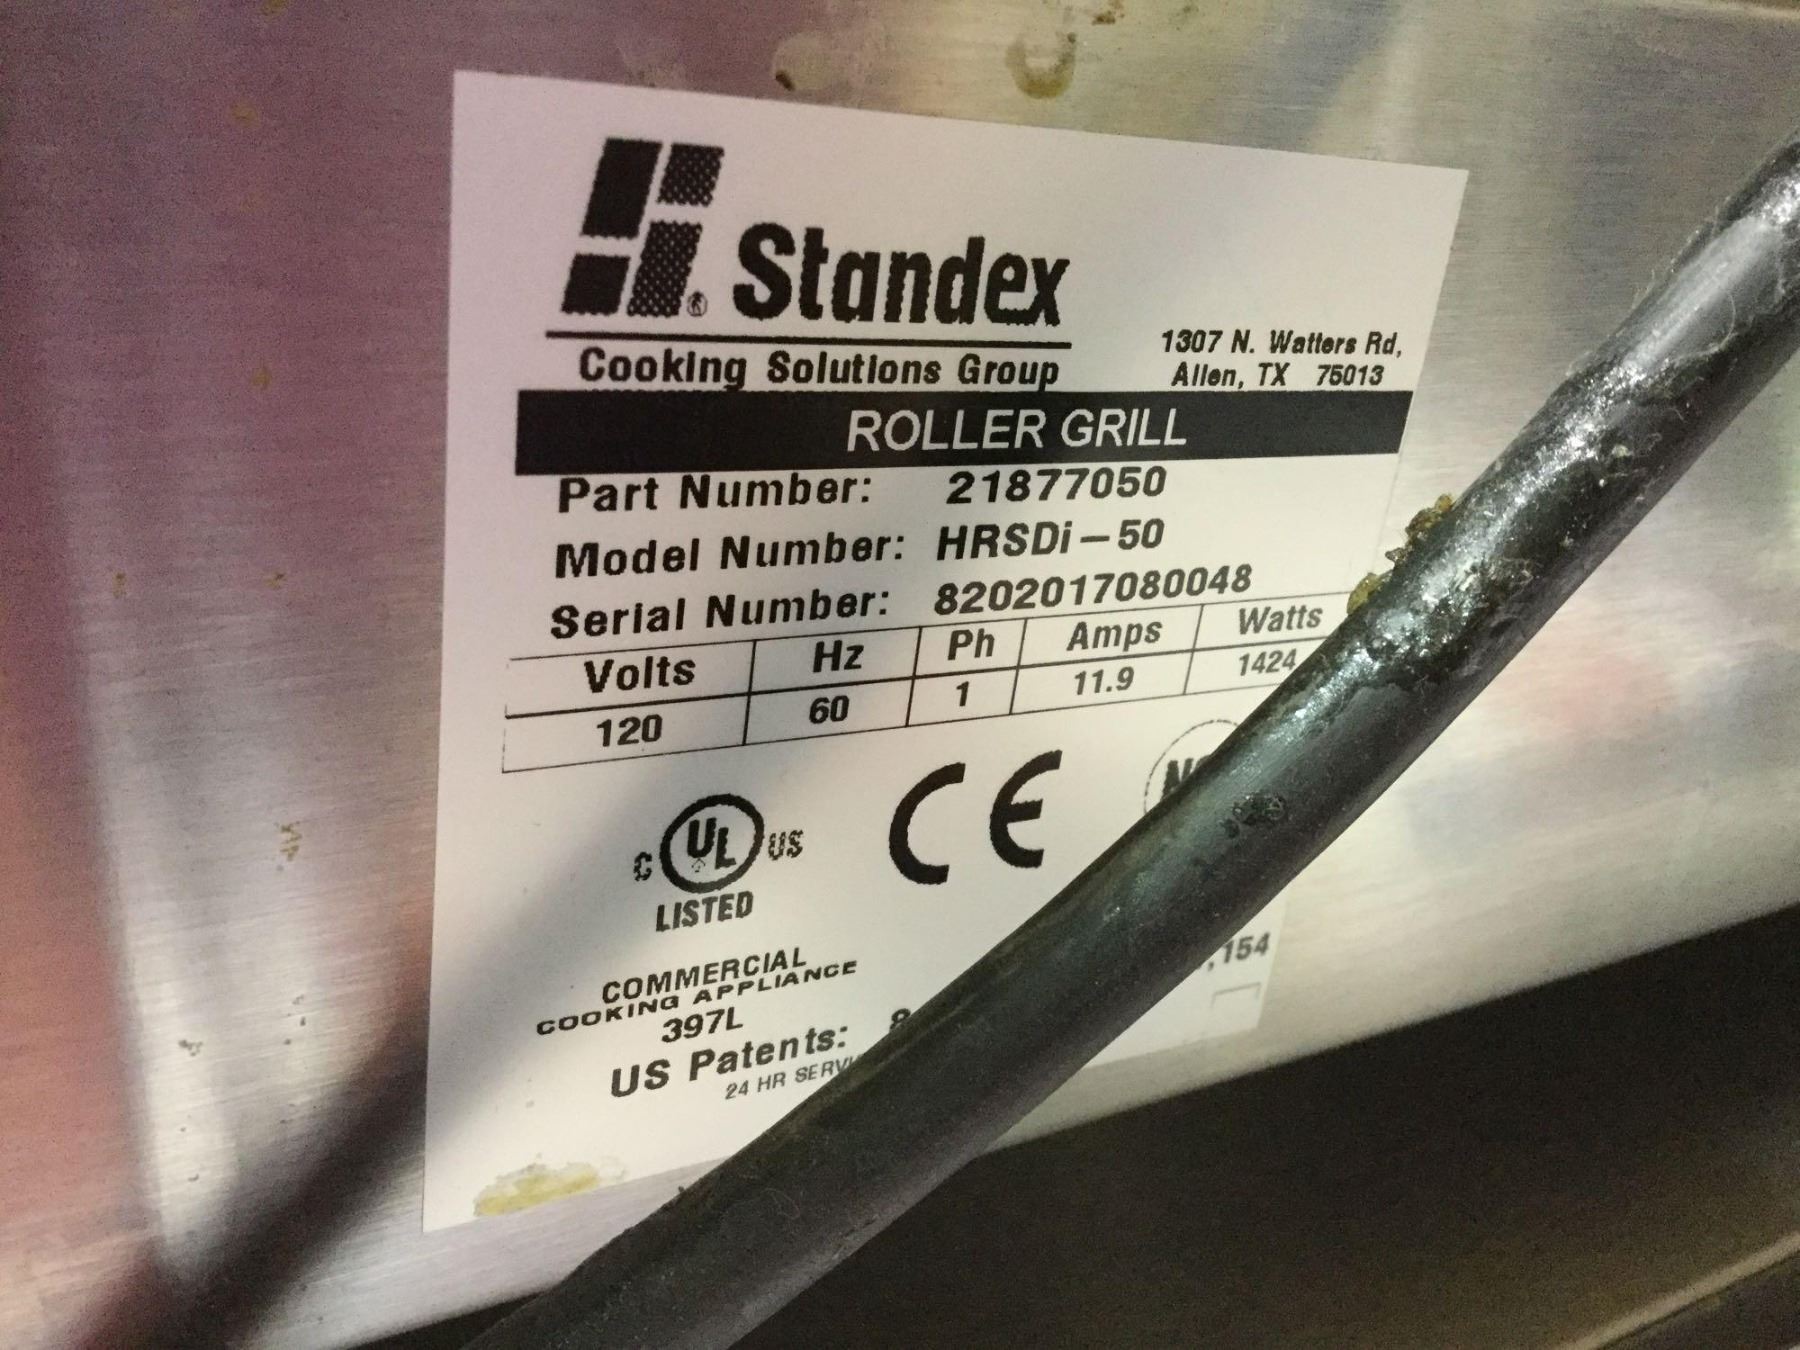 Standex
Cooking Solutions Group
1307 N. Watters Rd,
Allen, TX 75013
ROLLER GRILL
Part Number: 21877050
Model Number: HRSDi-50
Serial Number: 8202017080048
Volts Hz Ph Amps Watts
120 60 1 11.9 1424
C UL US
LISTED
CE
COMMERCIAL
COOKING APPLIANCE
397L
US Patents: ,154
24 HR